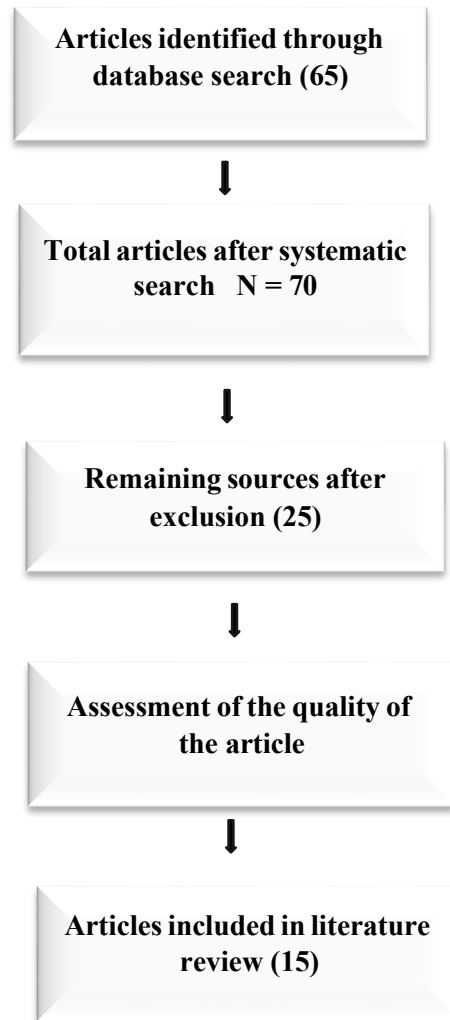 Articles identified through
database search (65)
Total articles after systematic
search N = 70
Remaining sources after
exclusion (25)
Assessment of the quality of
the article
Articles included in literature
review (15)